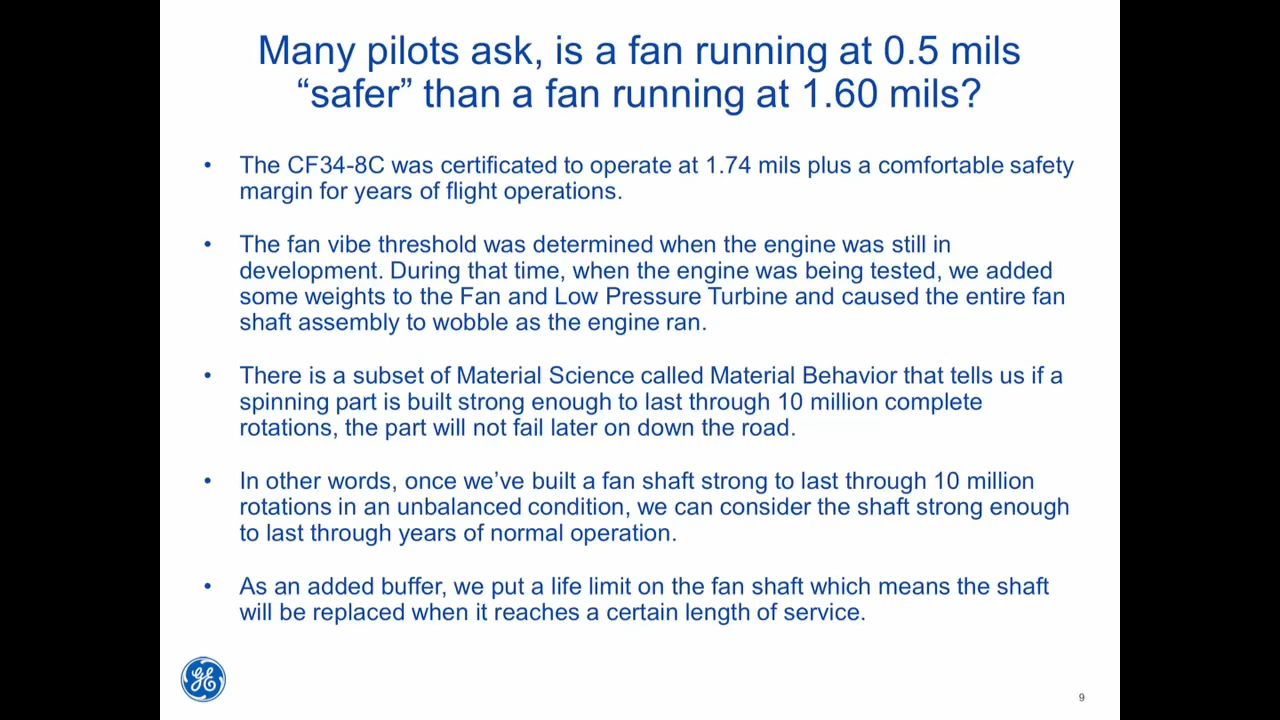 Many pilots ask, is a fan running at 0.5 mils
“safer” than a fan running at 1.60 mils?
• The CF34-8C was certificated to operate at 1.74 mils plus a comfortable safety
margin for years of flight operations.
• The fan vibe threshold was determined when the engine was still in
development. During that time, when the engine was being tested, we added
some weights to the Fan and Low Pressure Turbine and caused the entire fan
shaft assembly to wobble as the engine ran.
• There is a subset of Material Science called Material Behavior that tells us if a
spinning part is built strong enough to last through 10 million complete
rotations, the part will not fail later on down the road.
• In other words, once we’ve built a fan shaft strong to last through 10 million
rotations in an unbalanced condition, we can consider the shaft strong enough
to last through years of normal operation.
• As an added buffer, we put a life limit on the fan shaft which means the shaft
will be replaced when it reaches a certain length of service.
GE
9